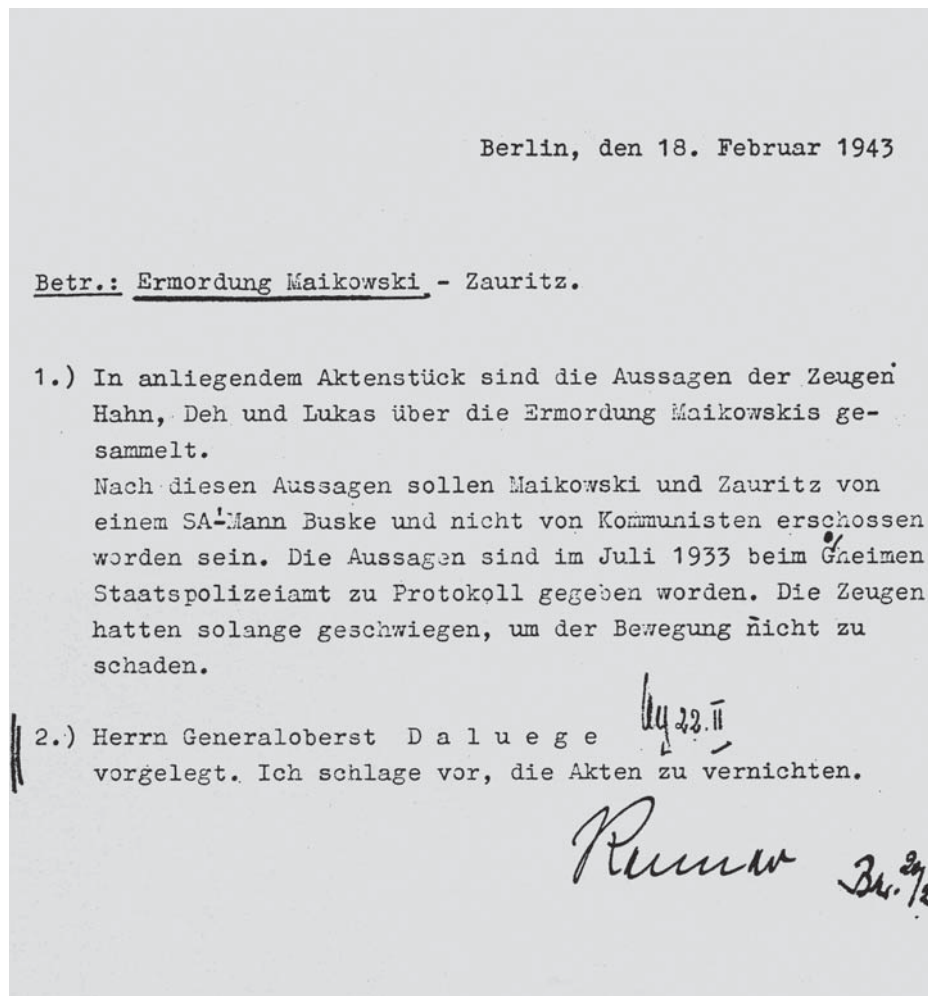 Berlin, den 18. Februar 1943
Betr.: Ermordung Maikowski - Zauritz.
1.) In anliegendem Aktenstück sind die Aussagen der Zeugen
Hahn, Deh und Lukas über die Ermordung Maikowskis ge-
sammelt.
Nach diesen Aussagen sollen Maikowski und Zauritz von
einem SA-Mann Buske und nicht von Kommunisten erschossen
worden sein. Die Aussagen sind im Juli 1933 beim Gheimen
Staatspolizeiamt zu Protokoll gegeben worden. Die Zeugen
hatten solange geschwiegen, um der Bewegung nicht zu
schaden.
22.II
2.) Herrn Generaloberst D a l u e g e
vorgelegt. Ich schlage vor, die Akten zu vernichten.